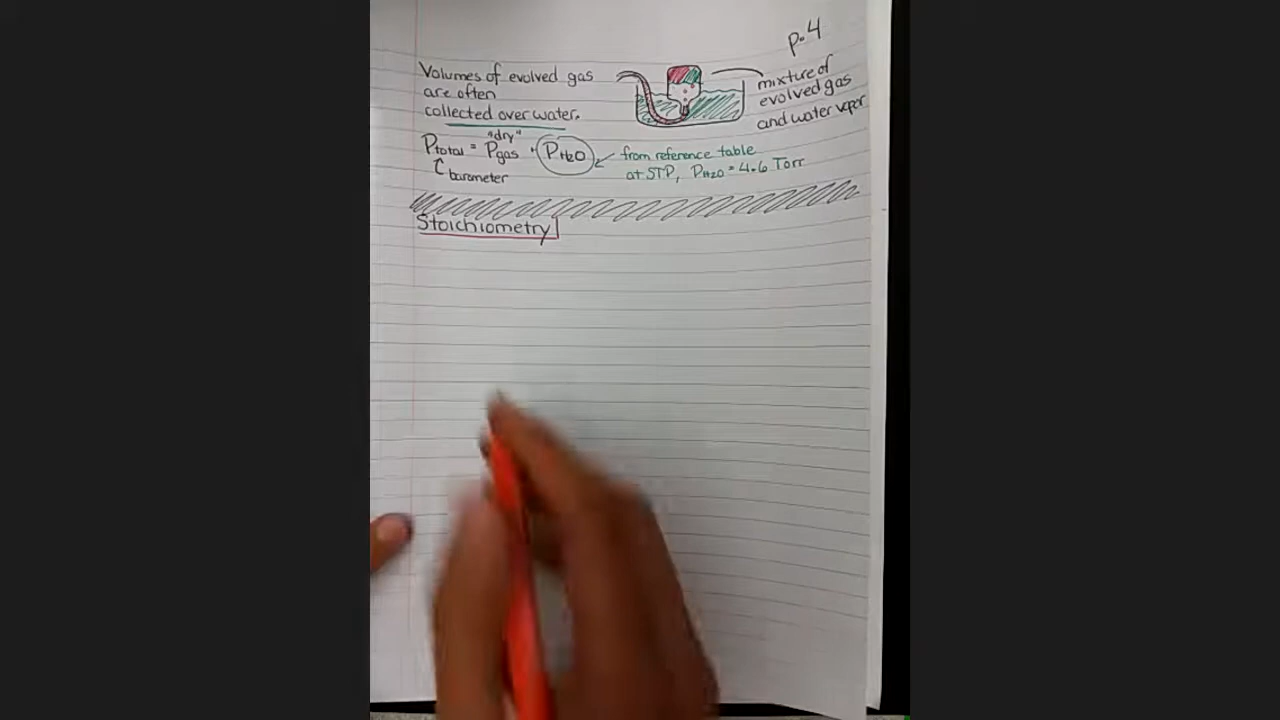 p.4
Volumes of evolved gas
are often
collected over water.
mixture of
evolved gas
and water vapor
"dry"
Ptotal = Pgas + PH2O
from reference table
at STP, PH2O = 4.6 Torr
barometer
Stoichiometry